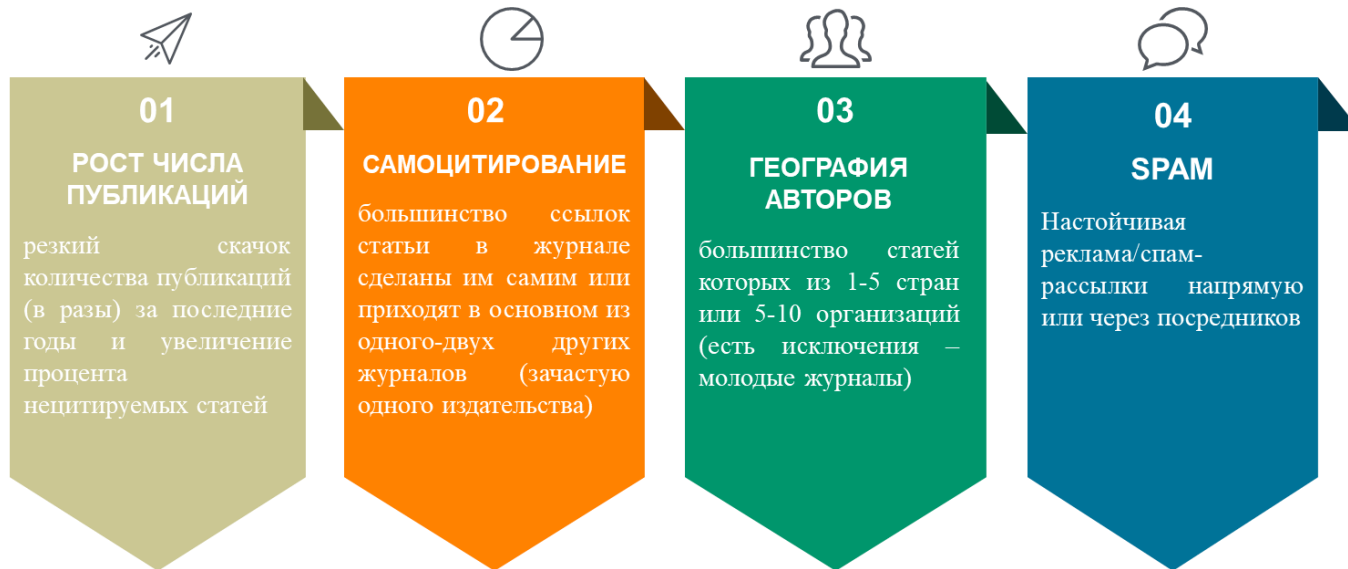 01
РОСТ ЧИСЛА
ПУБЛИКАЦИЙ
резкий скачок
количества публикаций
(в разы) за последние
годы и увеличение
процента
нецитируемых статей
02
САМОЦИТИРОВАНИЕ
большинство ссылок
статьи в журнале
сделаны им самим или
приходят в основном из
одного-двух других
журналов (зачастую
одного издательства)
03
ГЕОГРАФИЯ
АВТОРОВ
большинство статей
которых из 1-5 стран
или 5-10 организаций
(есть исключения –
молодые журналы)
04
SPAM
Настойчивая
реклама/спам-
рассылки напрямую
или через посредников